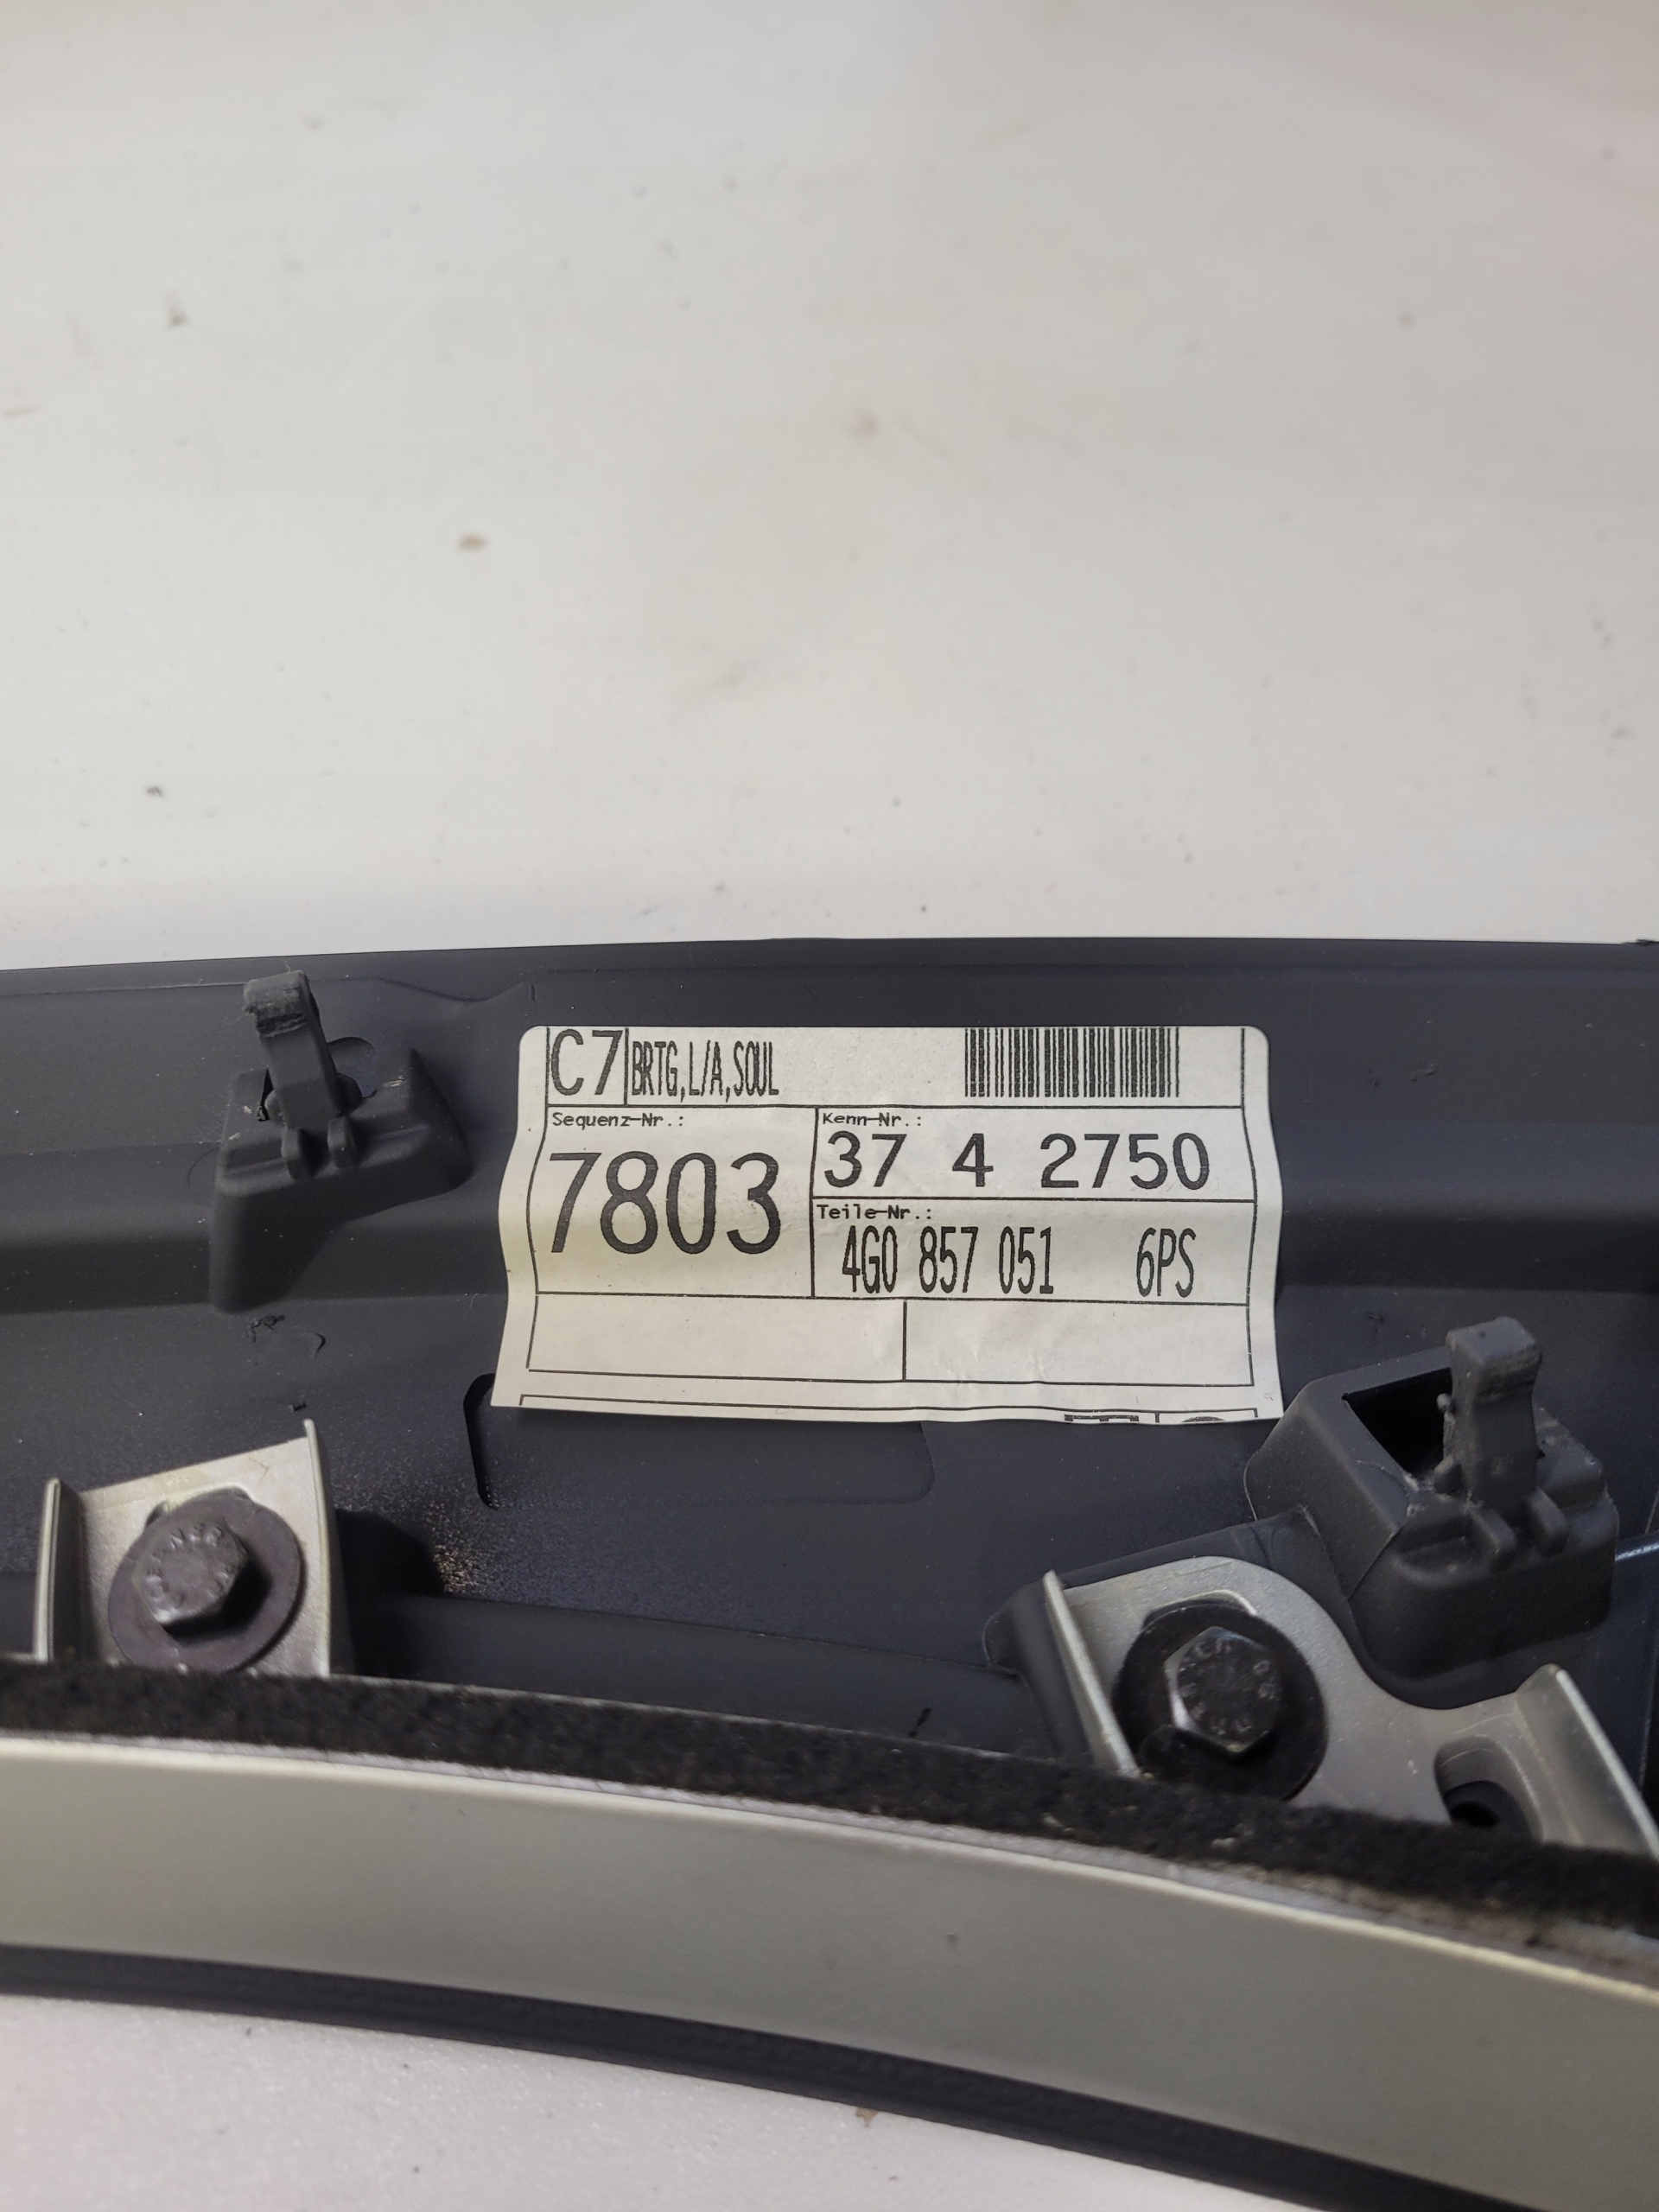 C7 BRTG,L/A,SOUL
Sequenz-Nr.:
7803
Kenn-Nr.:
37 4 2750
Teile-Nr.:
4G0 857 051 6PS